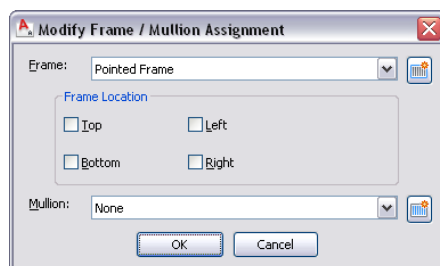 Modify Frame / Mullion Assignment
Frame: Pointed Frame
Frame Location
Top Left
Bottom Right
Mullion: None
OK Cancel